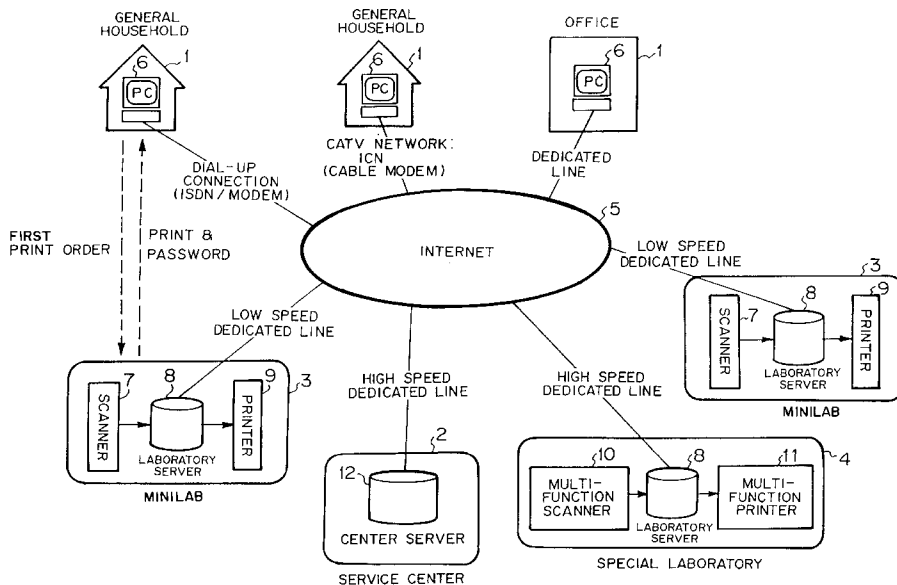 GENERAL
HOUSEHOLD
1
6
PC
GENERAL
HOUSEHOLD
1
6
PC
OFFICE
6
1
PC
DIAL-UP
CONNECTION
(ISDN/MODEM)
CATV NETWORK:
ICN
(CABLE MODEM)
DEDICATED
LINE
FIRST
PRINT ORDER
PRINT &
PASSWORD
INTERNET
5
LOW SPEED
DEDICATED LINE
LOW SPEED
DEDICATED LINE
HIGH SPEED
DEDICATED LINE
HIGH SPEED
DEDICATED LINE
7
8
9
3
SCANNER
LABORATORY
SERVER
PRINTER
MINILAB
3
7
8
9
SCANNER
LABORATORY
SERVER
PRINTER
MINILAB
2
12
CENTER SERVER
SERVICE CENTER
10
8
11
4
MULTI-
FUNCTION
SCANNER
LABORATORY
SERVER
MULTI-
FUNCTION
PRINTER
SPECIAL LABORATORY